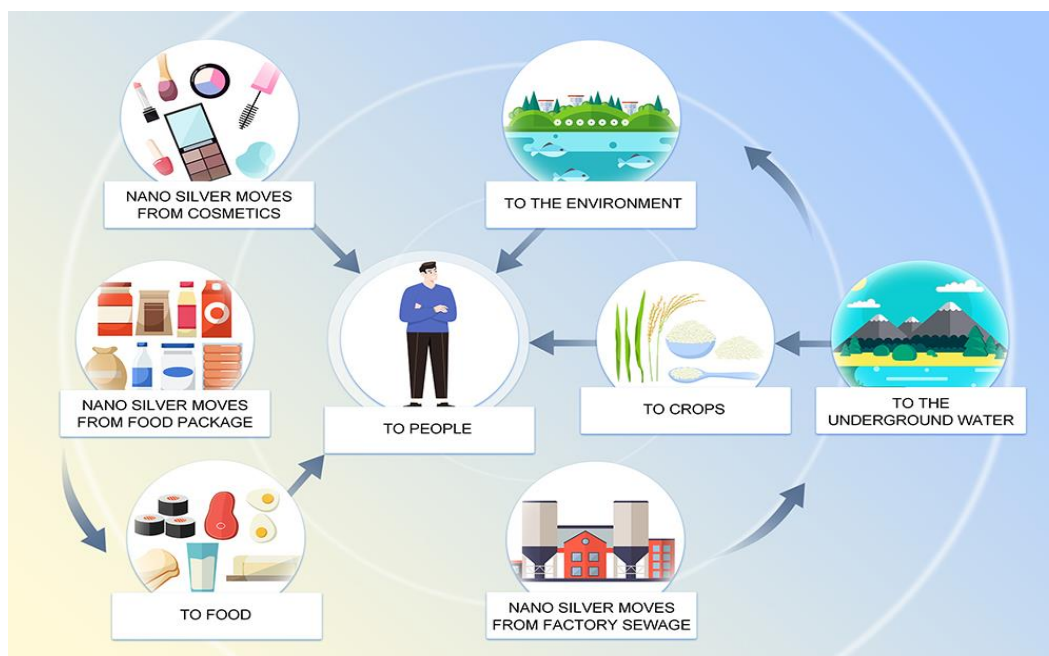 NANO SILVER MOVES
FROM COSMETICS
TO THE ENVIRONMENT
NANO SILVER MOVES
FROM FOOD PACKAGE
TO PEOPLE
TO CROPS
TO THE
UNDERGROUND WATER
TO FOOD
NANO SILVER MOVES
FROM FACTORY SEWAGE